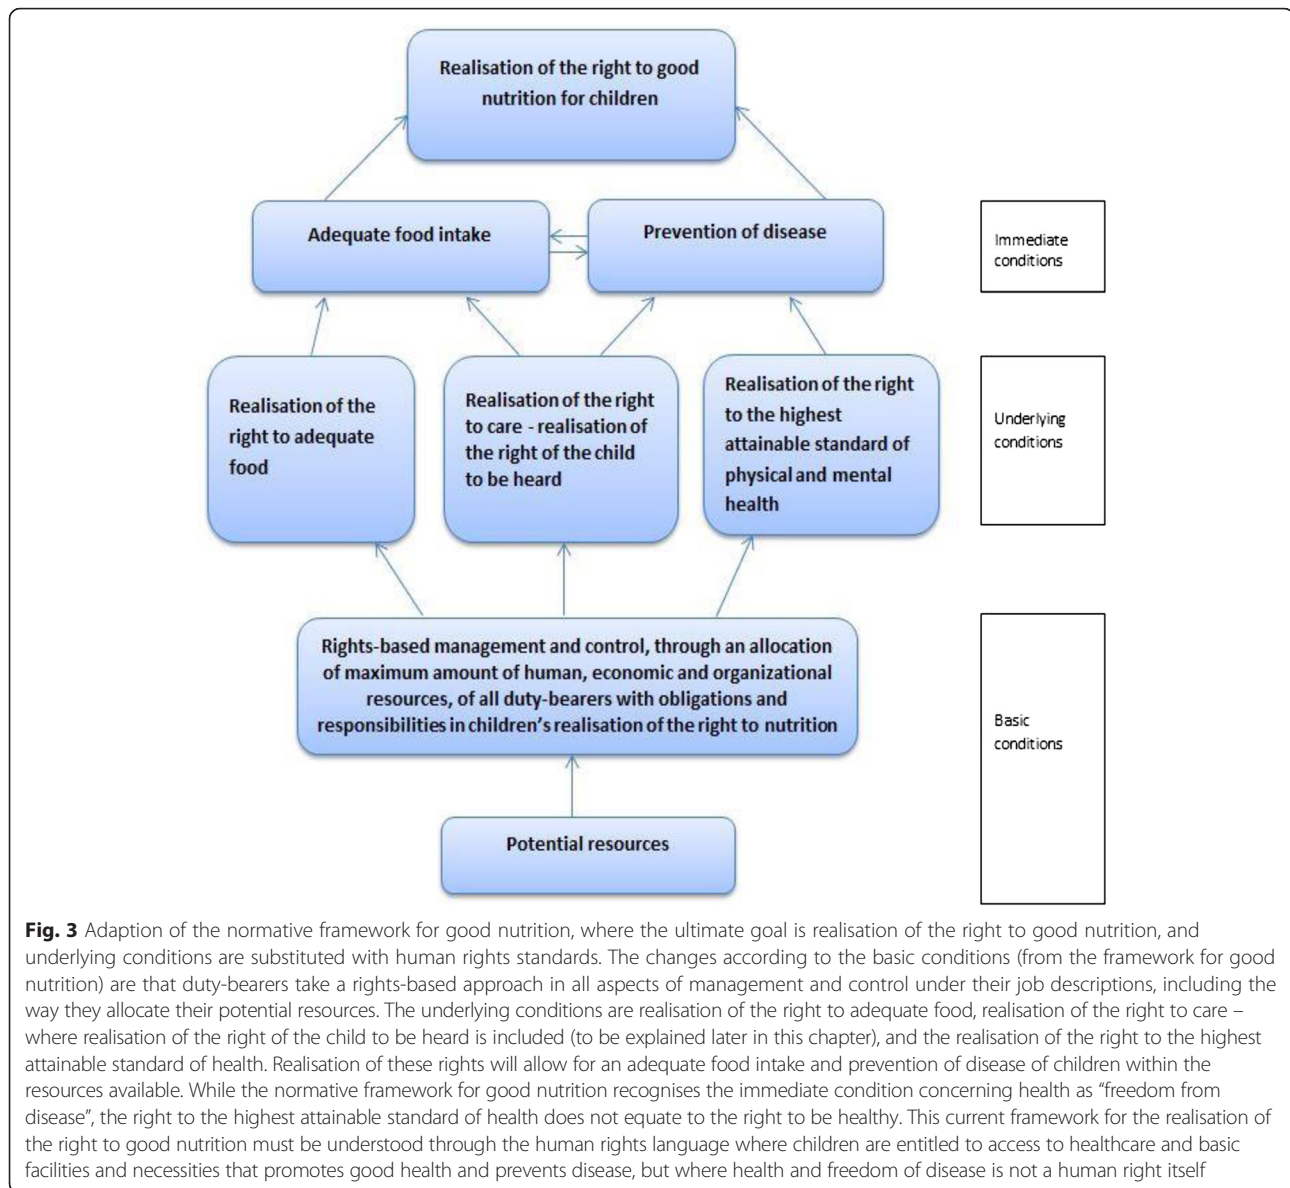 Realisation of the right to good
nutrition for children
Adequate food intake
Prevention of disease
Immediate
conditions
Realisation of the
right to adequate
food
Realisation of the right
to care - realisation of
the right of the child
to be heard
Realisation of the right
to the highest
attainable standard of
physical and mental
health
Underlying
conditions
Rights-based management and control, through an allocation
of maximum amount of human, economic and organizational
resources, of all duty-bearers with obligations and
responsibilities in children’s realisation of the right to nutrition
Basic
conditions
Potential resources
Fig. 3 Adaption of the normative framework for good nutrition, where the ultimate goal is realisation of the right to good nutrition, and
underlying conditions are substituted with human rights standards. The changes according to the basic conditions (from the framework for good
nutrition) are that duty-bearers take a rights-based approach in all aspects of management and control under their job descriptions, including the
way they allocate their potential resources. The underlying conditions are realisation of the right to adequate food, realisation of the right to care –
where realisation of the right of the child to be heard is included (to be explained later in this chapter), and the realisation of the right to the highest
attainable standard of health. Realisation of these rights will allow for an adequate food intake and prevention of disease of children within the
resources available. While the normative framework for good nutrition recognises the immediate condition concerning health as “freedom from
disease”, the right to the highest attainable standard of health does not equate to the right to be healthy. This current framework for the realisation of
the right to good nutrition must be understood through the human rights language where children are entitled to access to healthcare and basic
facilities and necessities that promotes good health and prevents disease, but where health and freedom of disease is not a human right itself